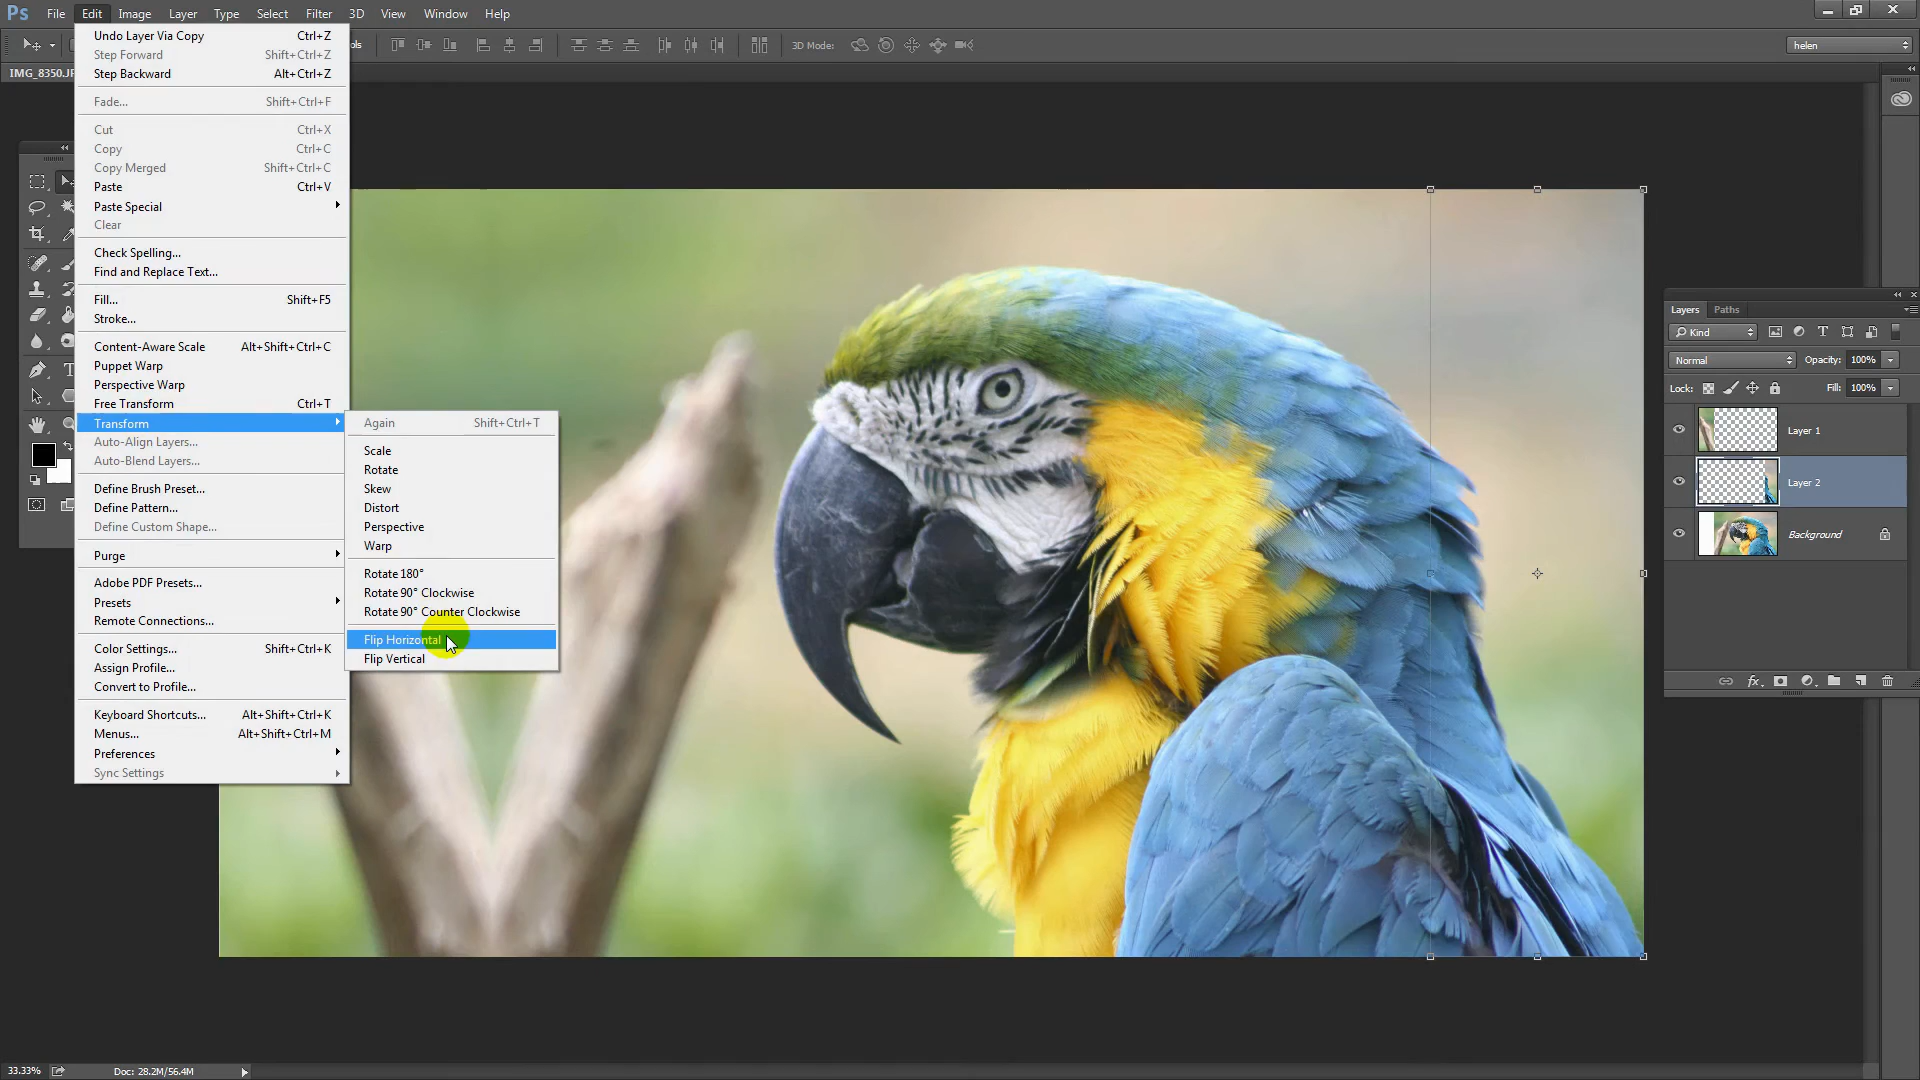 Ps File Edit Image Layer Type Select Filter 3D View Window Help
3D Mode:
helen
IMG_8350.J
Undo Layer Via Copy Ctrl+Z
Step Forward Shift+Ctrl+Z
Step Backward Alt+Ctrl+Z
Fade... Shift+Ctrl+F
Cut Ctrl+X
Copy Ctrl+C
Copy Merged Shift+Ctrl+C
Paste Ctrl+V
Paste Special
Clear
Check Spelling...
Find and Replace Text...
Fill... Shift+F5
Stroke...
Content-Aware Scale Alt+Shift+Ctrl+C
Puppet Warp
Perspective Warp
Free Transform Ctrl+T
Transform
Auto-Align Layers...
Auto-Blend Layers...
Define Brush Preset...
Define Pattern...
Define Custom Shape...
Purge
Adobe PDF Presets...
Presets
Remote Connections...
Color Settings... Shift+Ctrl+K
Assign Profile...
Convert to Profile...
Keyboard Shortcuts... Alt+Shift+Ctrl+K
Menus... Alt+Shift+Ctrl+M
Preferences
Sync Settings
Again Shift+Ctrl+T
Scale
Rotate
Skew
Distort
Perspective
Warp
Rotate 180°
Rotate 90° Clockwise
Rotate 90° Counter Clockwise
Flip Horizontal
Flip Vertical
Layers Paths
Kind
Normal Opacity: 100%
Lock: Fill: 100%
Layer 1
Layer 2
Background
fx
33.33% Doc: 28.2M/56.4M